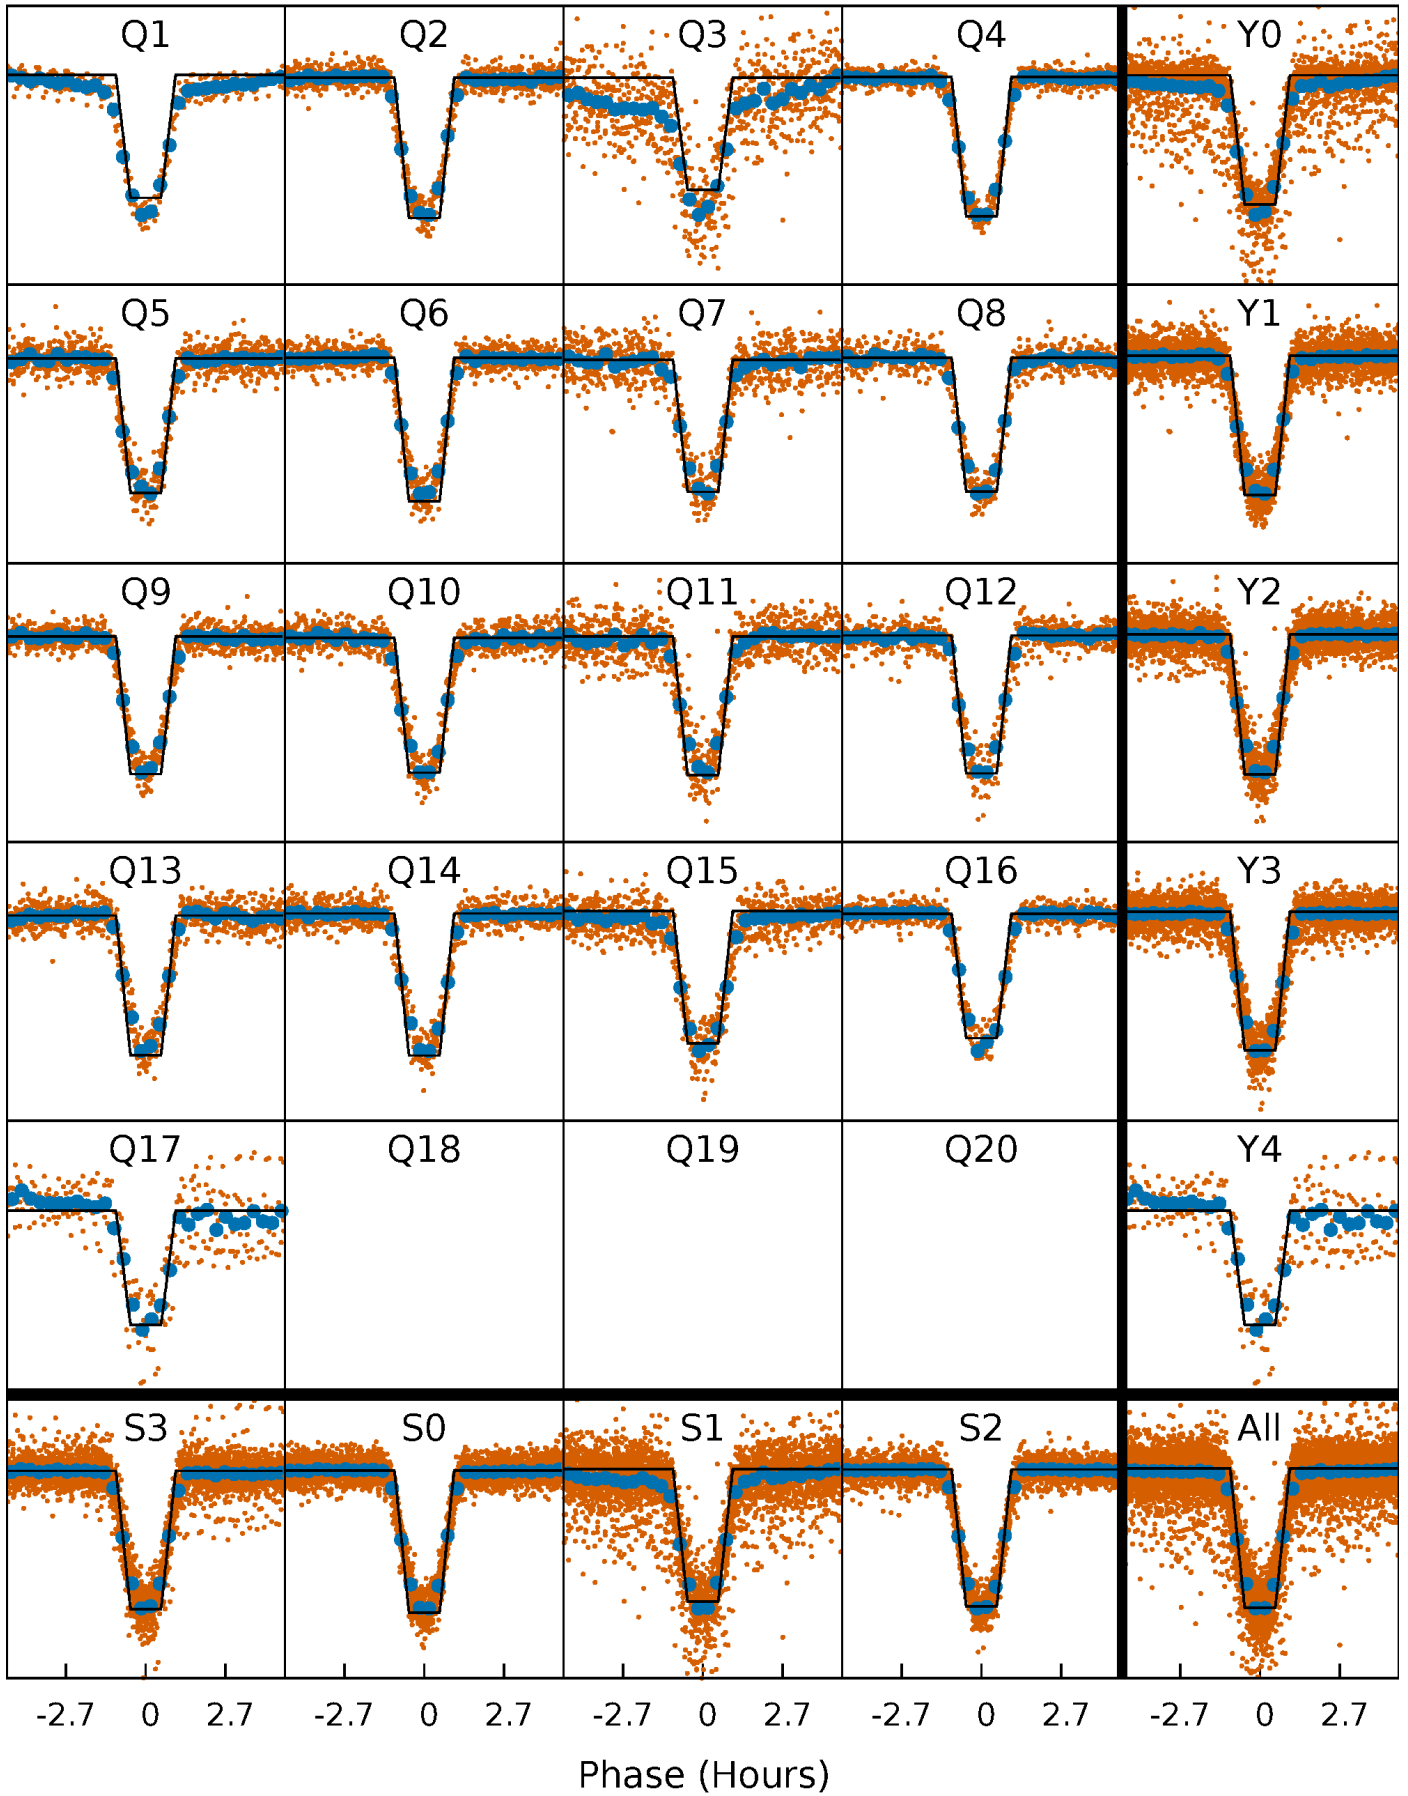 Q1 Q2 Q3 Q4 Y0
Q5 Q6 Q7 Q8 Y1
Q9 Q10 Q11 Q12 Y2
Q13 Q14 Q15 Q16 Y3
Q17 Q18 Q19 Q20 Y4
S3 S0 S1 S2 All
-2.7 0 2.7 -2.7 0 2.7 -2.7 0 2.7 -2.7 0 2.7 -2.7 0 2.7
Phase (Hours)